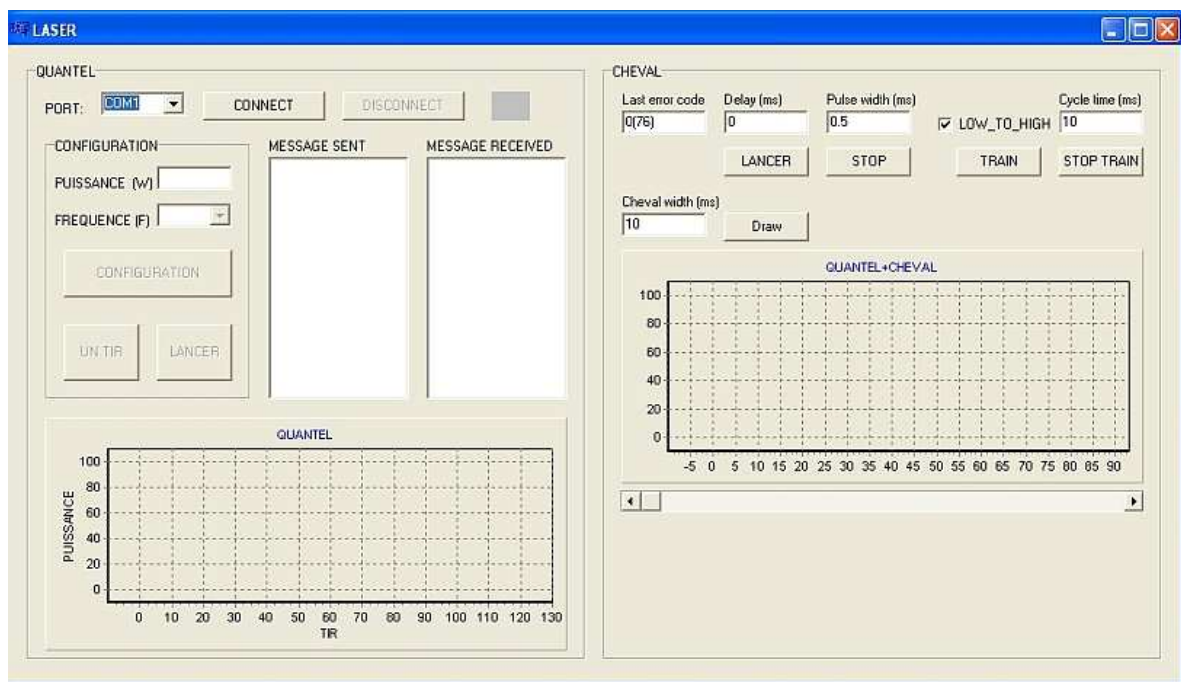 LASER
QUANTEL
PORT: COM1 CONNECT DISCONNECT
CONFIGURATION
PUISSANCE (W)
FREQUENCE (F)
CONFIGURATION
UN TIR LANCER
MESSAGE SENT MESSAGE RECEIVED
QUANTEL
PUISSANCE
100
80
60
40
20
0
0 10 20 30 40 50 60 70 80 90 100 110 120 130
TIR
CHEVAL
Last error code Delay (ms) Pulse width (ms) Cycle time (ms)
0(76) 0 0.5 LOW_TO_HIGH 10
LANCER STOP TRAIN STOP TRAIN
Cheval width (ms)
10 Draw
QUANTEL+CHEVAL
100
80
60
40
20
0
-5 0 5 10 15 20 25 30 35 40 45 50 55 60 65 70 75 80 85 90